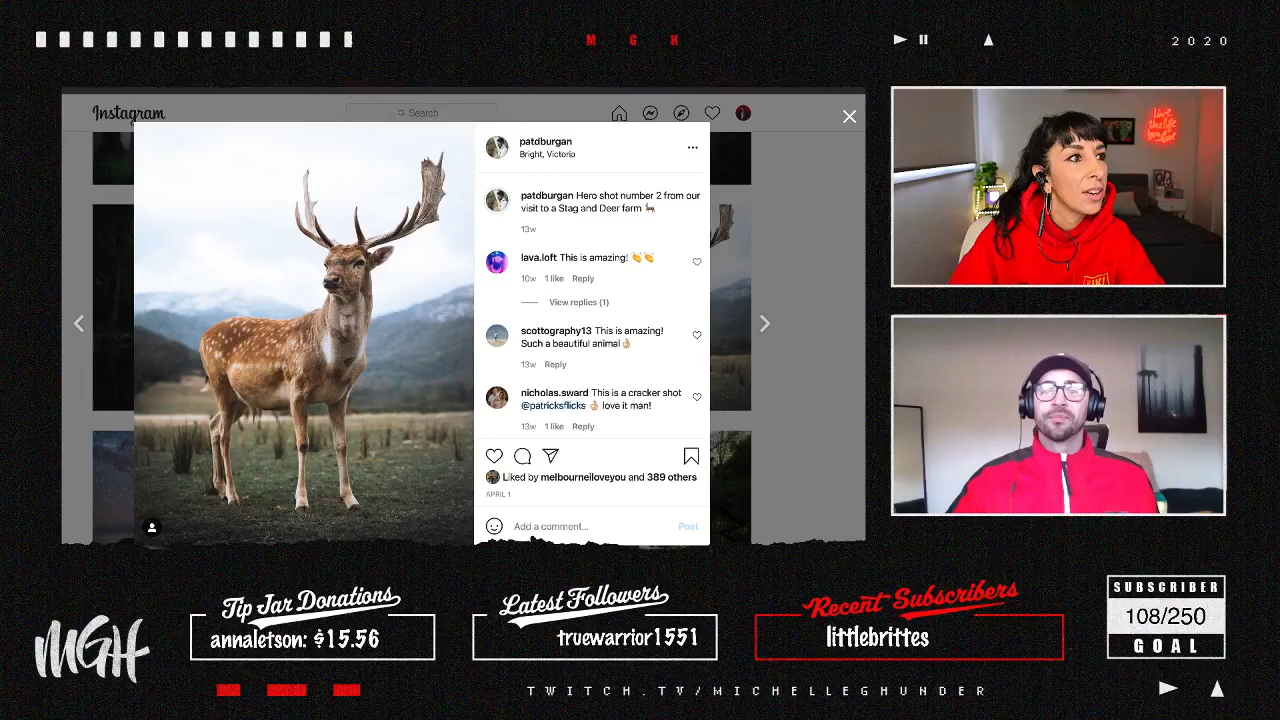 M G H
2020
Instagram
Search
patdburgan
Bright, Victoria
patdburgan Hero shot number 2 from our
visit to a Stag and Deer farm 🦌
13w
lava.loft This is amazing! 👏👏
10w 1 like Reply
View replies (1)
scottography13 This is amazing!
Such a beautiful animal👌🏼
13w Reply
nicholas.sward This is a cracker shot
@patricksflicks 👌🏼 love it man!
13w 1 like Reply
Liked by melbourneiloveyou and 389 others
APRIL 1
Add a comment... Post
Tip Jar Donations
annaletson: $15.56
Latest Followers
truewarrior1551
Recent Subscribers
littlebrittes
SUBSCRIBER
108/250
GOAL
MGH
TWITCH.TV/MICHELLEGHUNDER